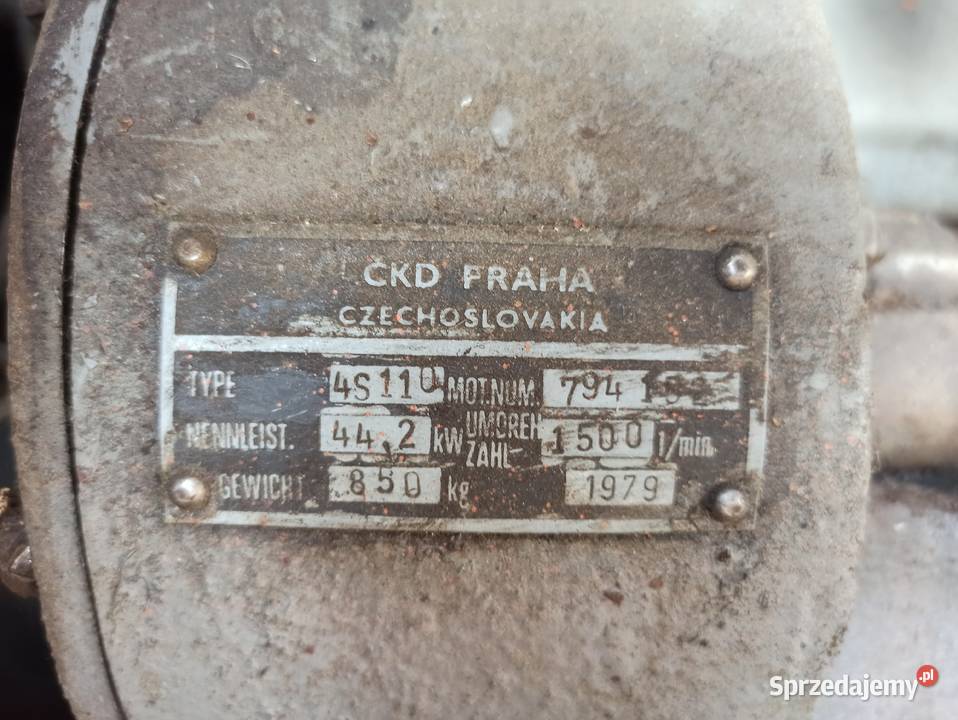 ČKD PRAHA
CZECHOSLOVAKIA
TYPE 4S110 MOT.NUM. 794
NENNLEIST. 44,2 kW UMDREH ZAHL 1500 1/min.
GEWICHT 850 kg 1979
Sprzedajemy.pl